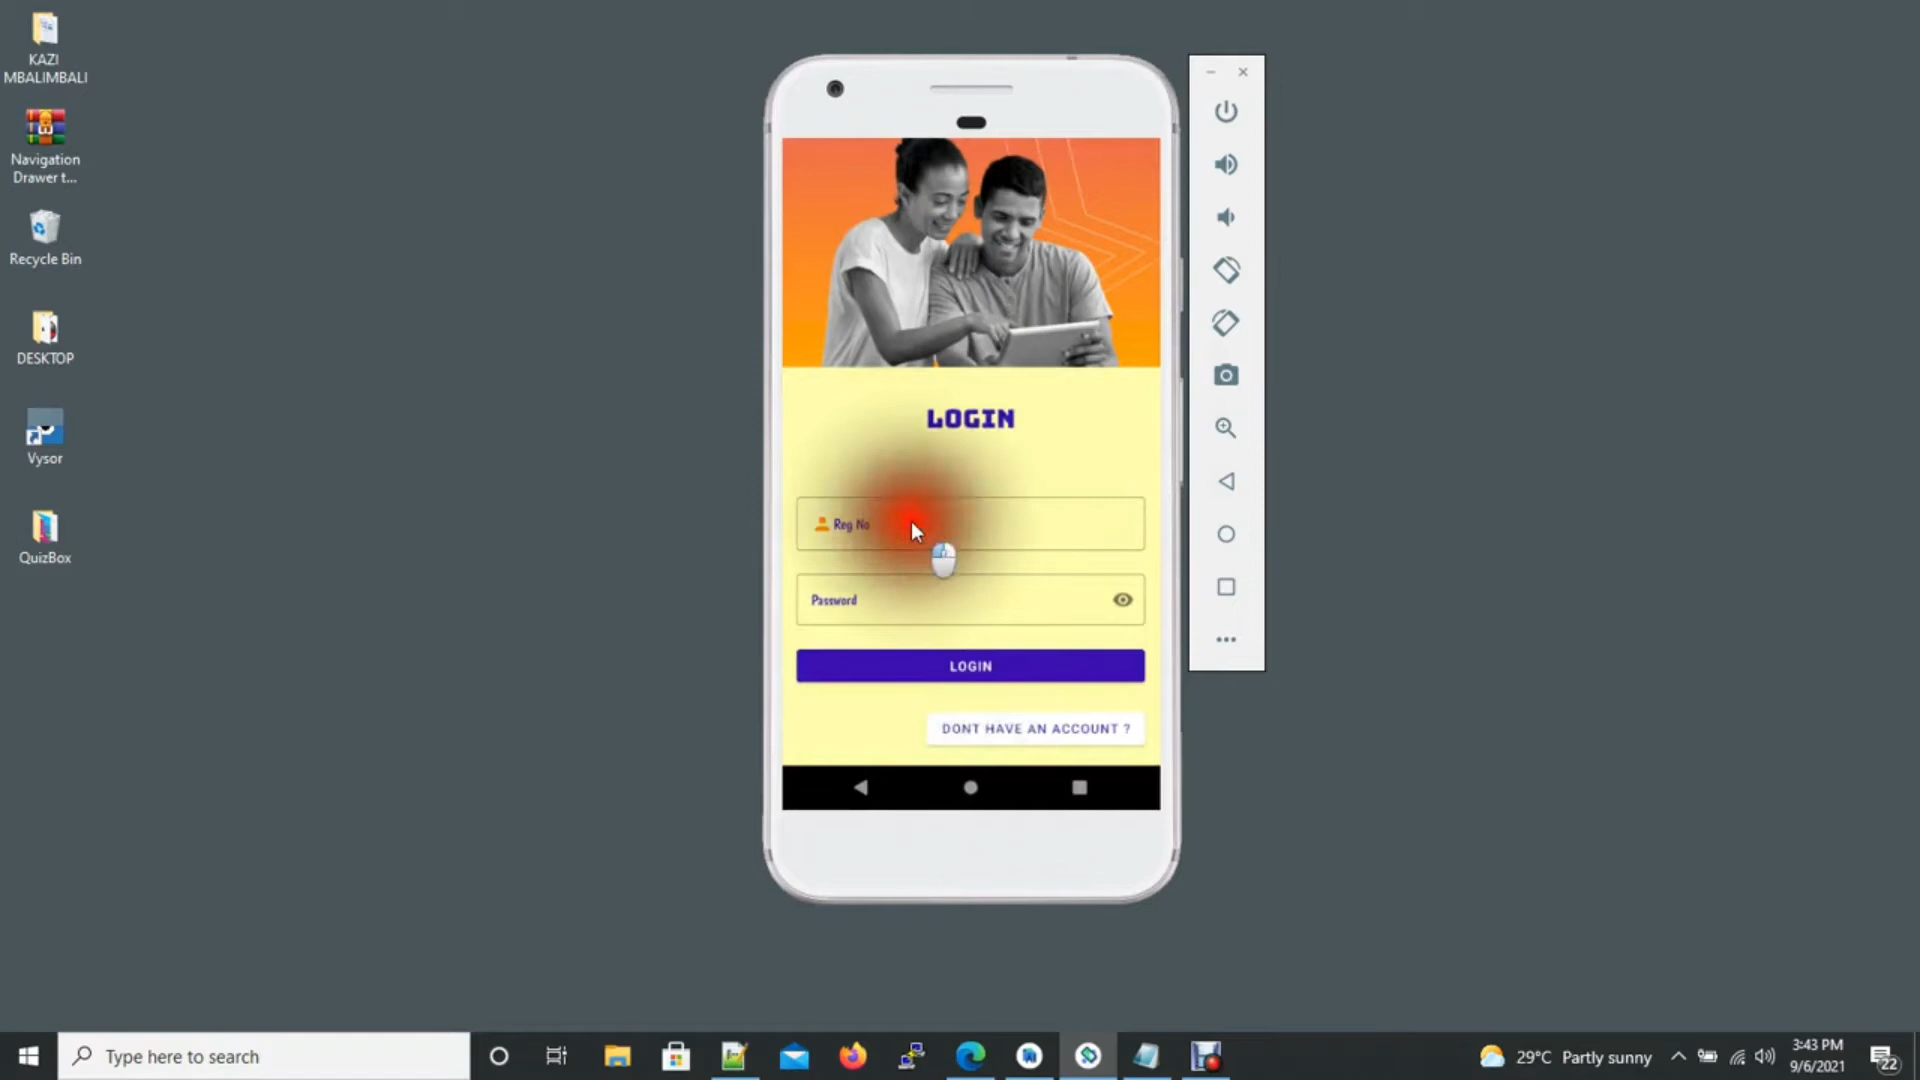 KAZI
MBALIMBALI
Navigation
Drawer t...
Recycle Bin
DESKTOP
Vysor
QuizBox
LOGIN
Reg No
Password
LOGIN
DONT HAVE AN ACCOUNT ?
Type here to search
29°C Partly sunny
3:43 PM
9/6/2021
22